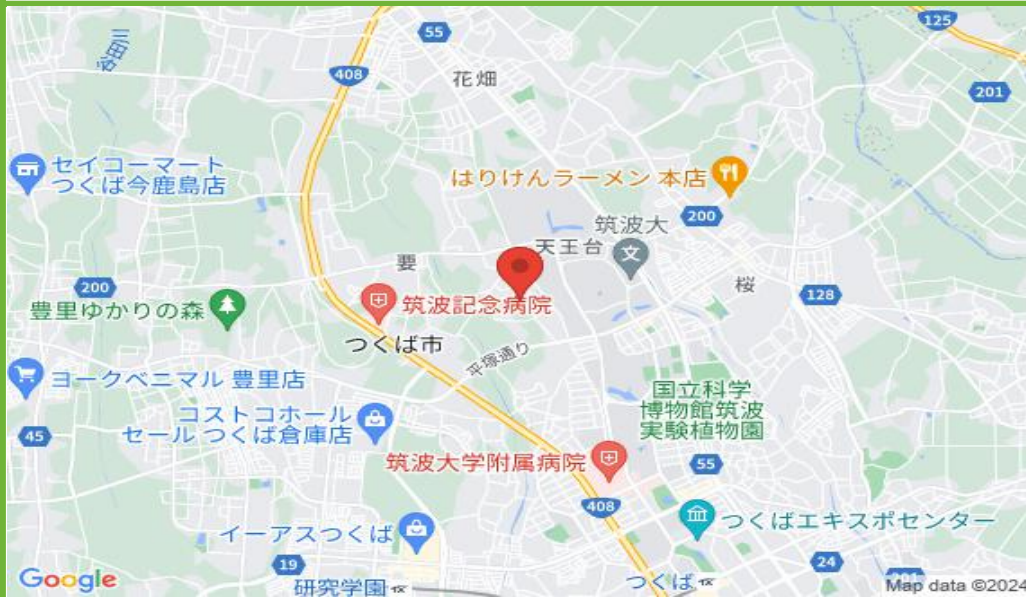 125
55
三田谷
408
花畑
201
セイコーマート
つくば今鹿島店
はりけんラーメン 本店
200
筑波大
天王台
文
要
桜
200
128
豊里ゆかりの森
筑波記念病院
つくば市
平塚通り
ヨークベニマル 豊里店
国立科学
博物館筑波
実験植物園
コストコホール
セール つくば倉庫店
45
筑波大学附属病院
55
408
つくばエキスポセンター
イーアスつくば
19
24
研究学園
つくば
Google
Map data ©2024